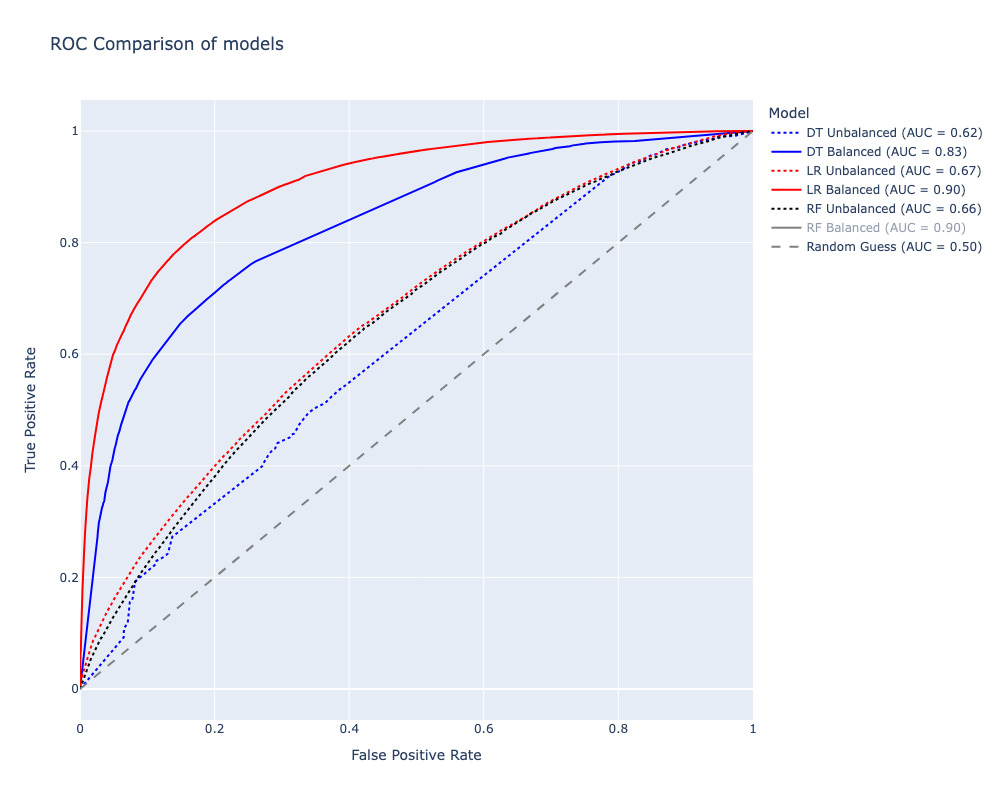 ROC Comparison of models
Model
DT Unbalanced (AUC = 0.62)
DT Balanced (AUC = 0.83)
LR Unbalanced (AUC = 0.67)
LR Balanced (AUC = 0.90)
RF Unbalanced (AUC = 0.66)
RF Balanced (AUC = 0.90)
Random Guess (AUC = 0.50)
True Positive Rate
1
0.8
0.6
0.4
0.2
0
0 0.2 0.4 0.6 0.8 1
False Positive Rate